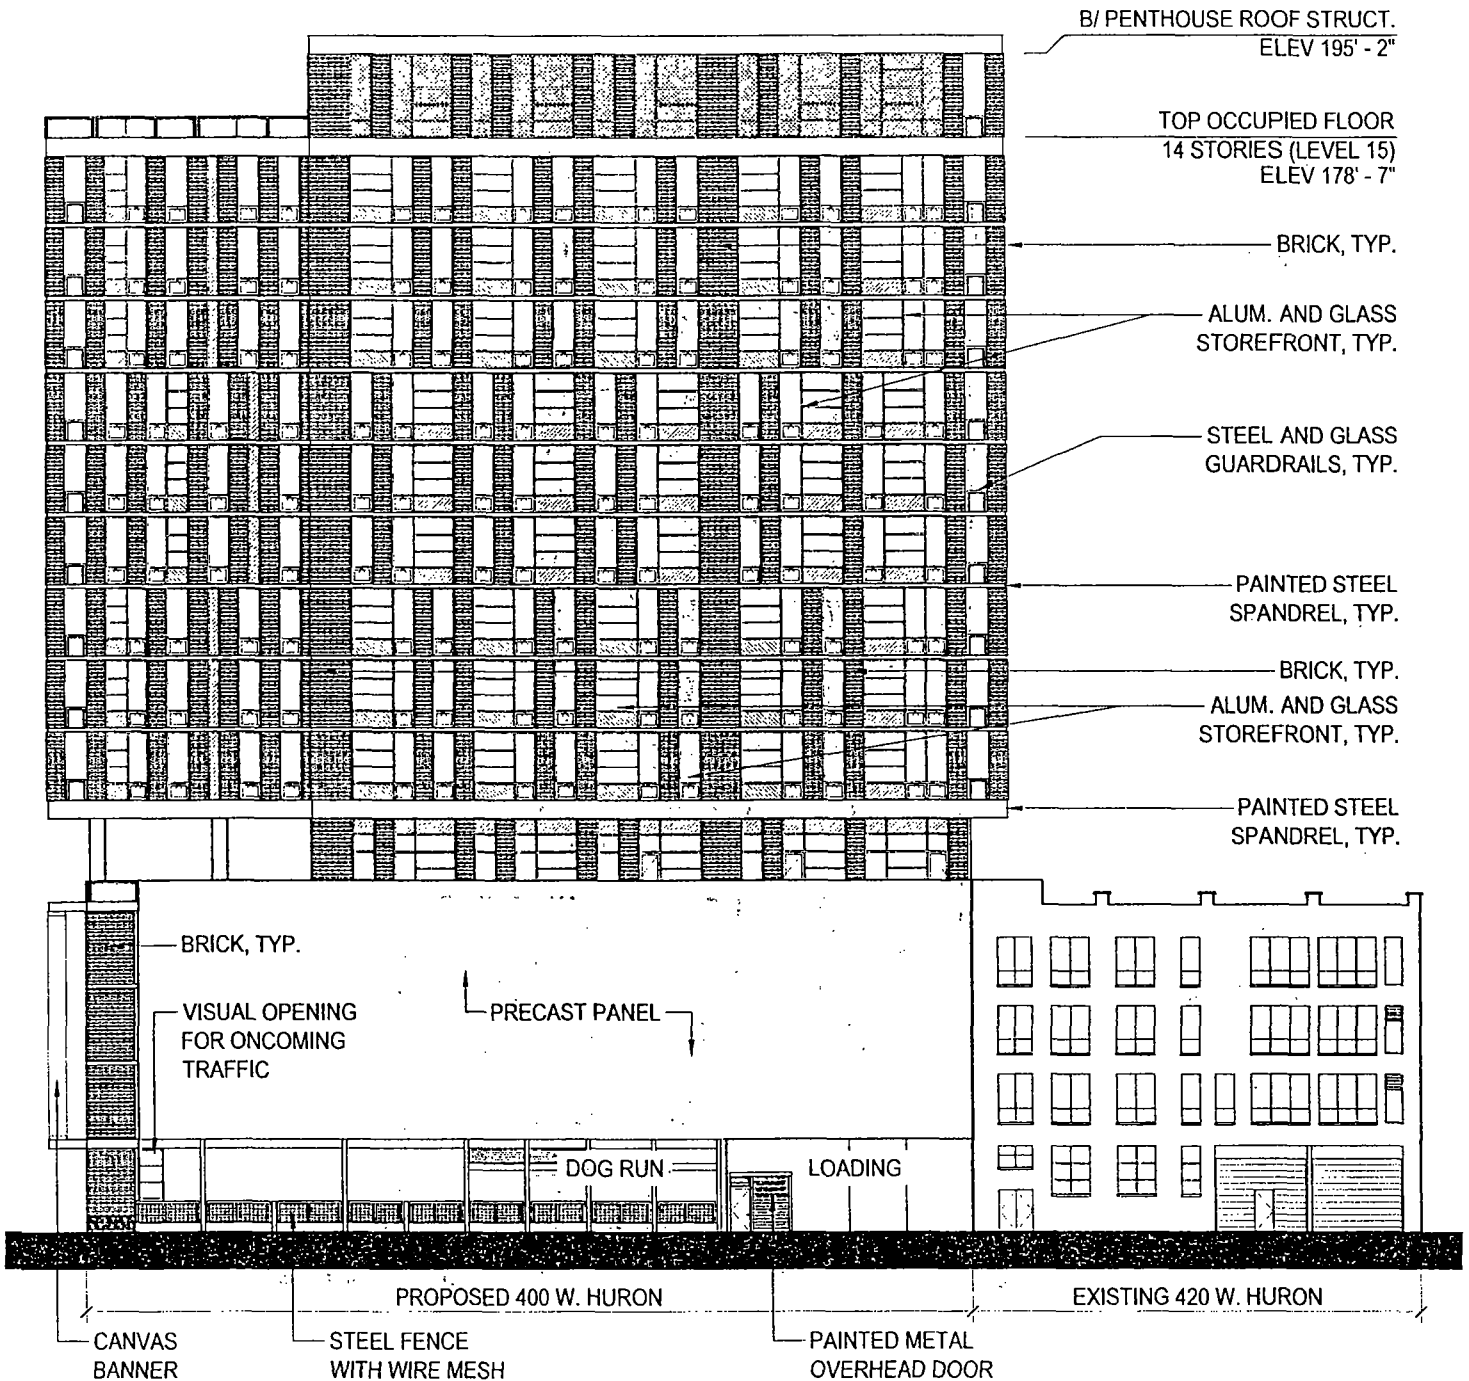 B/ PENTHOUSE ROOF STRUCT.
ELEV 195' - 2"
TOP OCCUPIED FLOOR
14 STORIES (LEVEL 15)
ELEV 178' - 7"
BRICK, TYP.
ALUM. AND GLASS
STOREFRONT, TYP.
STEEL AND GLASS
GUARDRAILS, TYP.
PAINTED STEEL
SPANDREL, TYP.
BRICK, TYP.
ALUM. AND GLASS
STOREFRONT, TYP.
PAINTED STEEL
SPANDREL, TYP.
BRICK, TYP.
VISUAL OPENING
FOR ONCOMING
TRAFFIC
PRECAST PANEL
DOG RUN
LOADING
PROPOSED 400 W. HURON
EXISTING 420 W. HURON
CANVAS
BANNER
STEEL FENCE
WITH WIRE MESH
PAINTED METAL
OVERHEAD DOOR